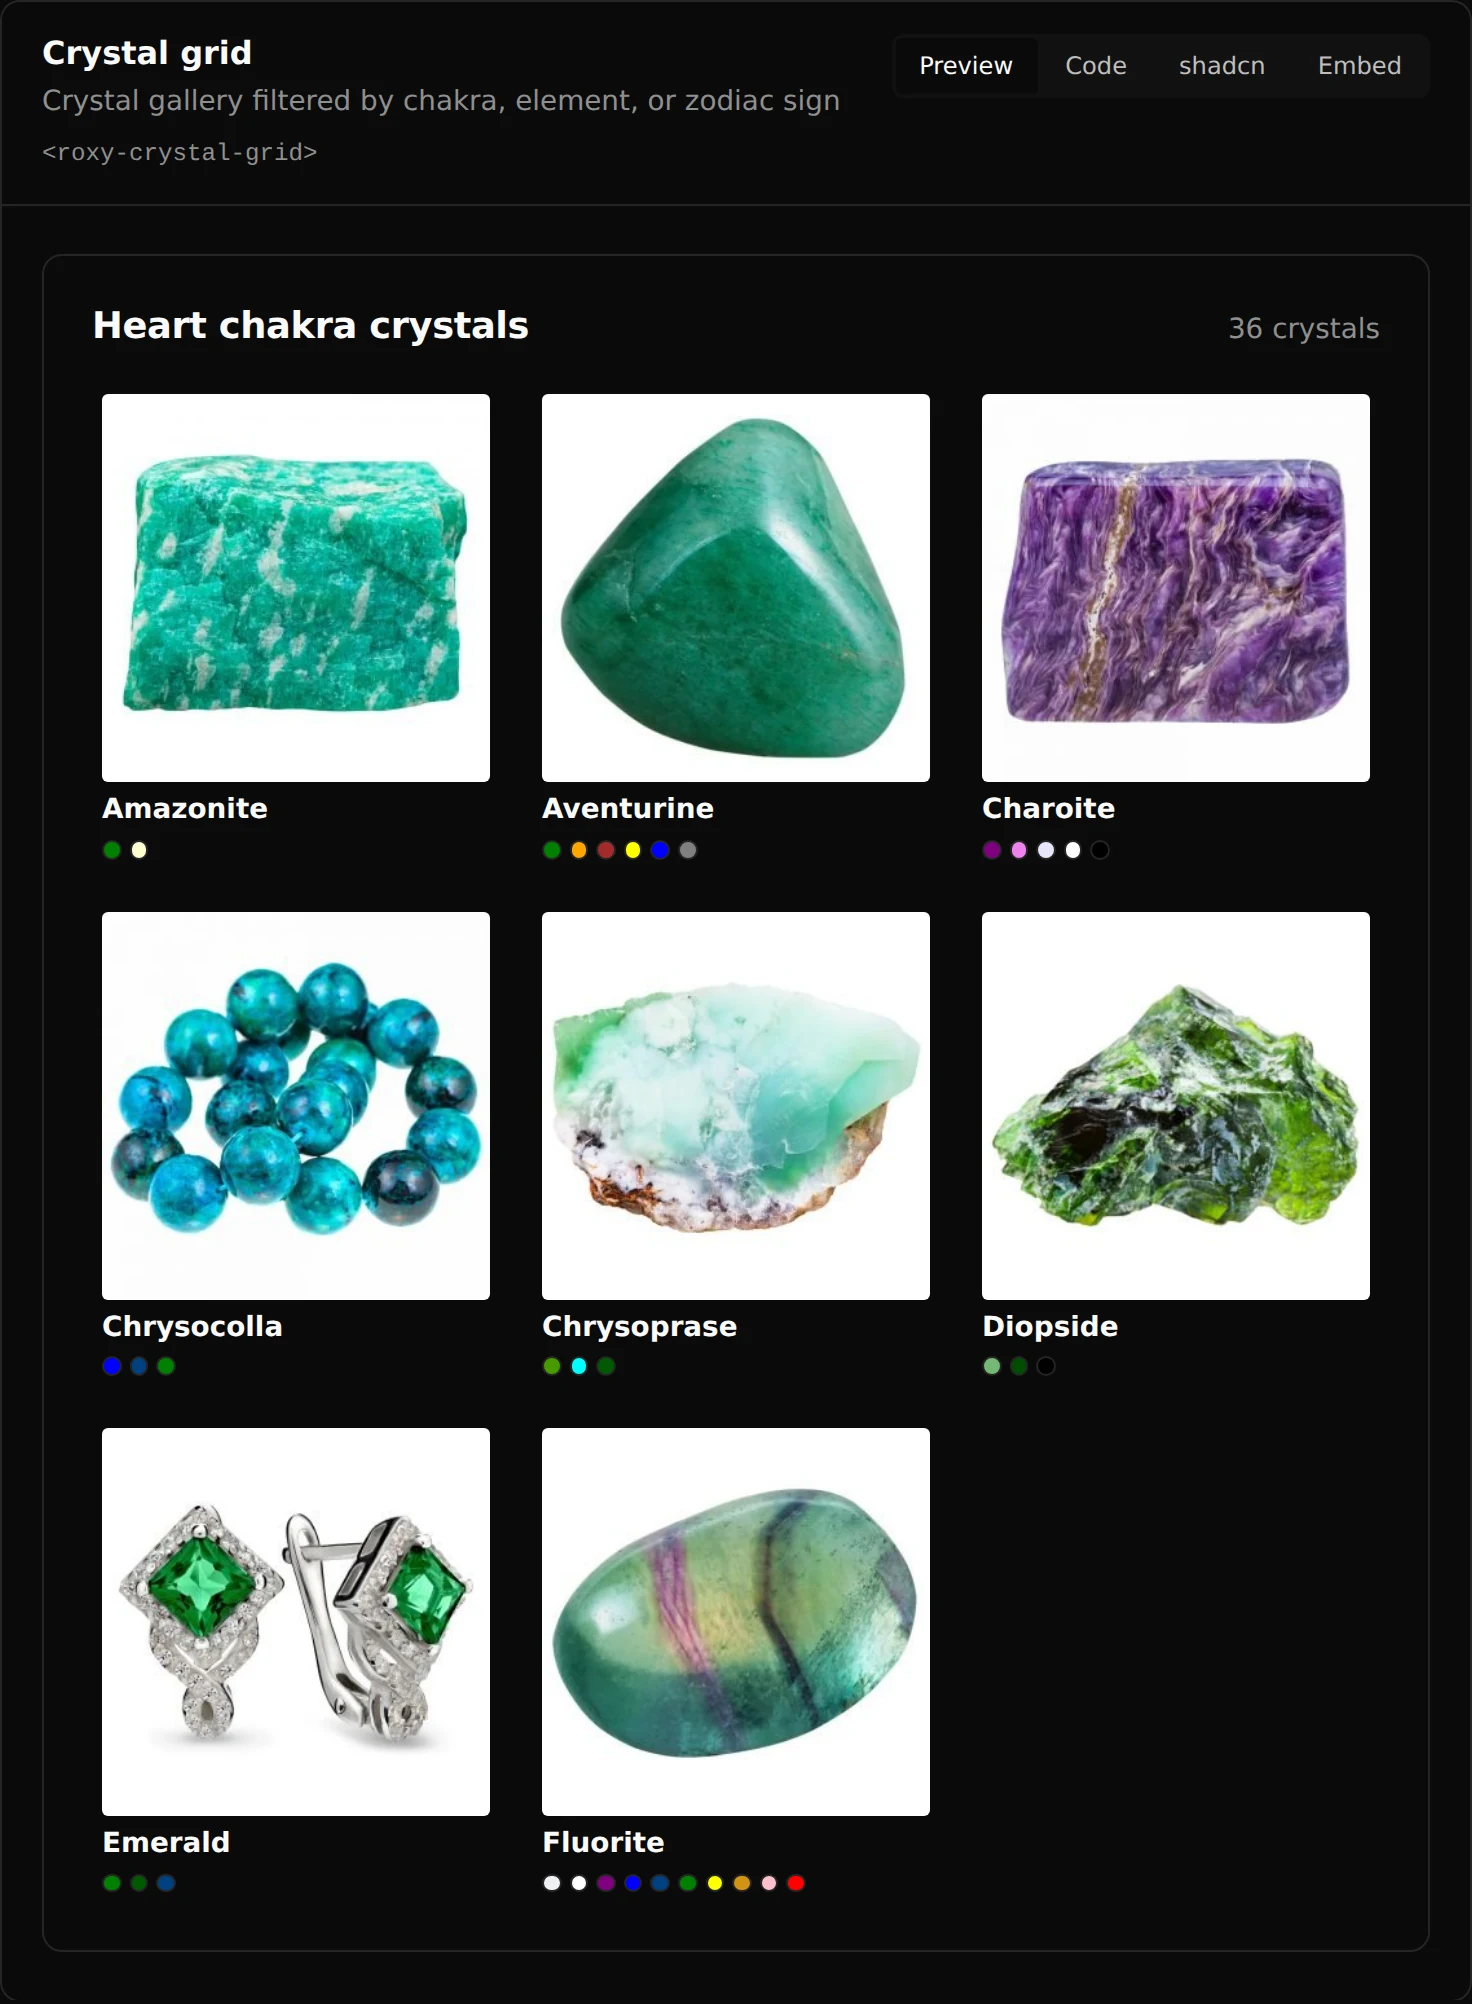 Crystal grid
Preview
Code
shadcn
Embed
Crystal gallery filtered by chakra, element, or zodiac sign
<roxy-crystal-grid>
Heart chakra crystals
36 crystals
Amazonite
Aventurine
Charoite
Chrysocolla
Chrysoprase
Diopside
Emerald
Fluorite